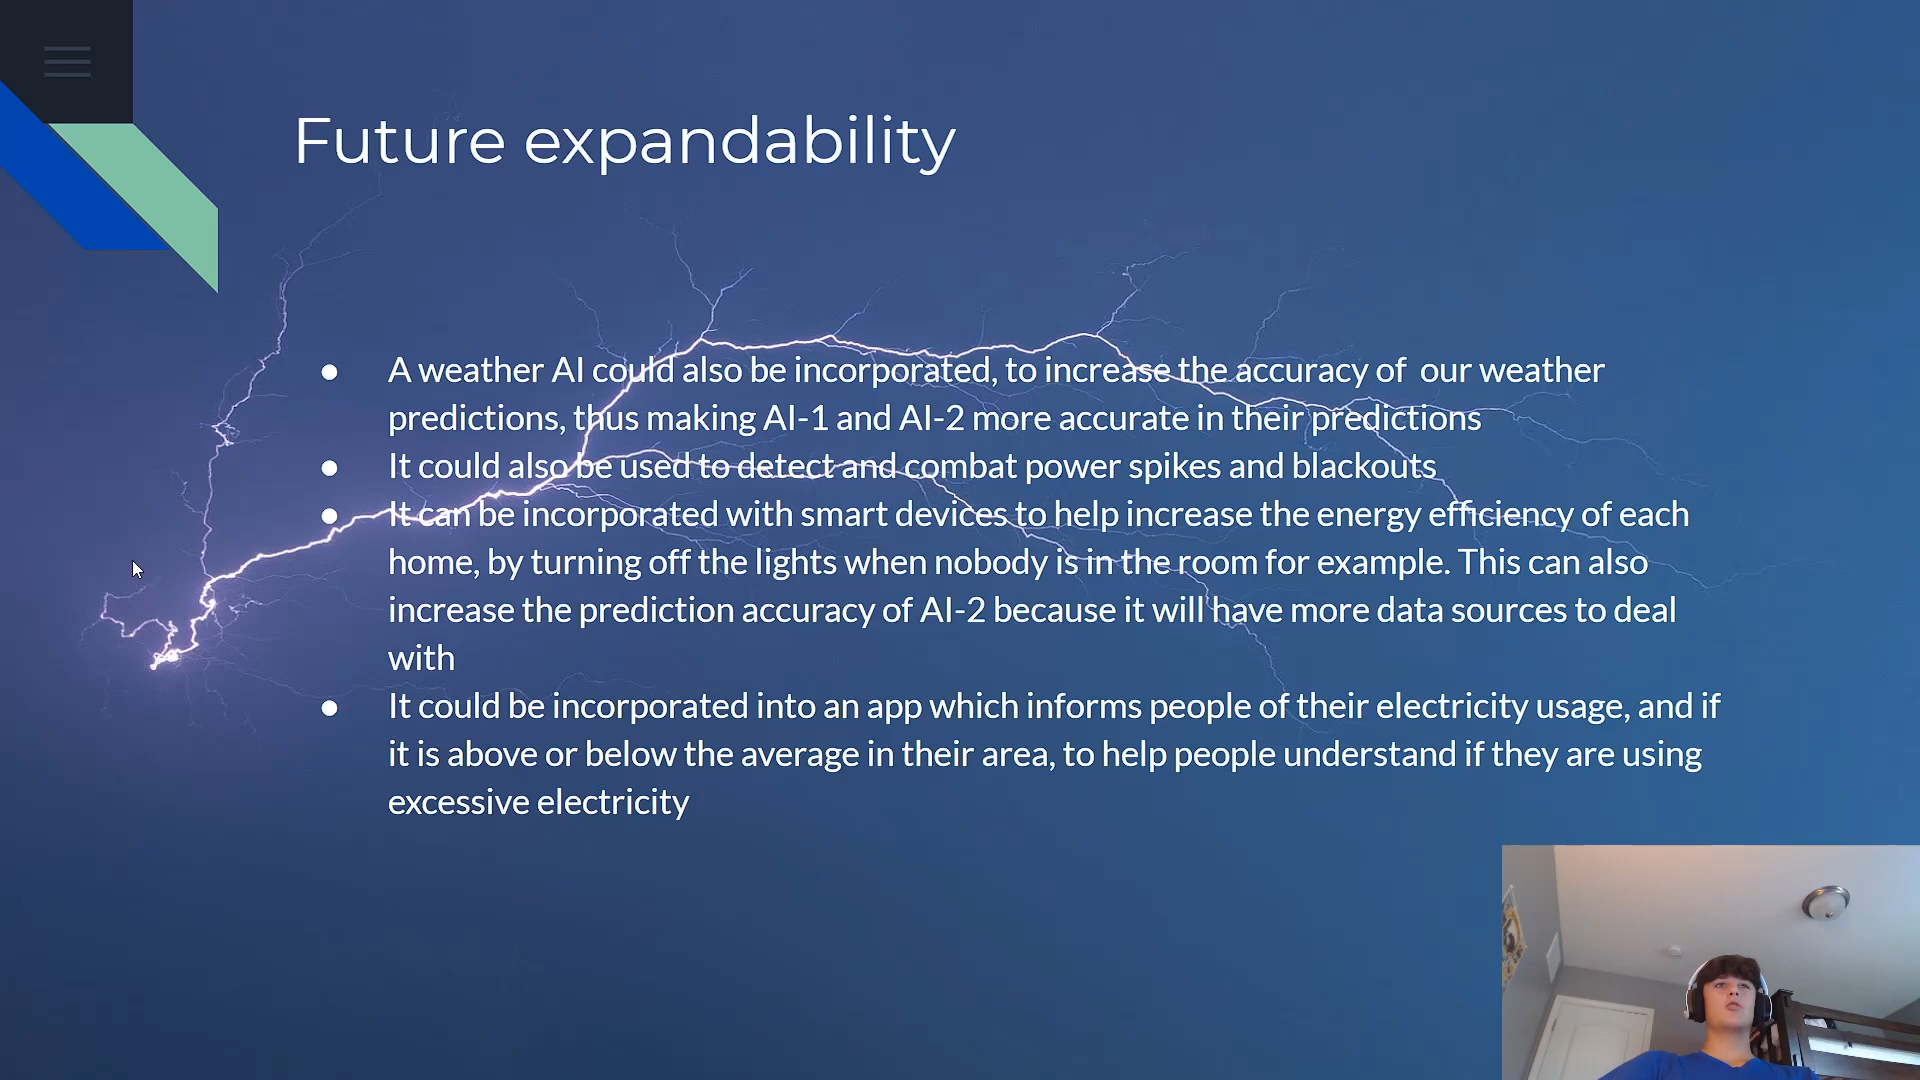 Future expandability
● A weather AI could also be incorporated, to increase the accuracy of  our weather
predictions, thus making AI-1 and AI-2 more accurate in their predictions
● It could also be used to detect and combat power spikes and blackouts
● It can be incorporated with smart devices to help increase the energy efficiency of each
home, by turning off the lights when nobody is in the room for example. This can also
increase the prediction accuracy of AI-2 because it will have more data sources to deal
with
● It could be incorporated into an app which informs people of their electricity usage, and if
it is above or below the average in their area, to help people understand if they are using
excessive electricity